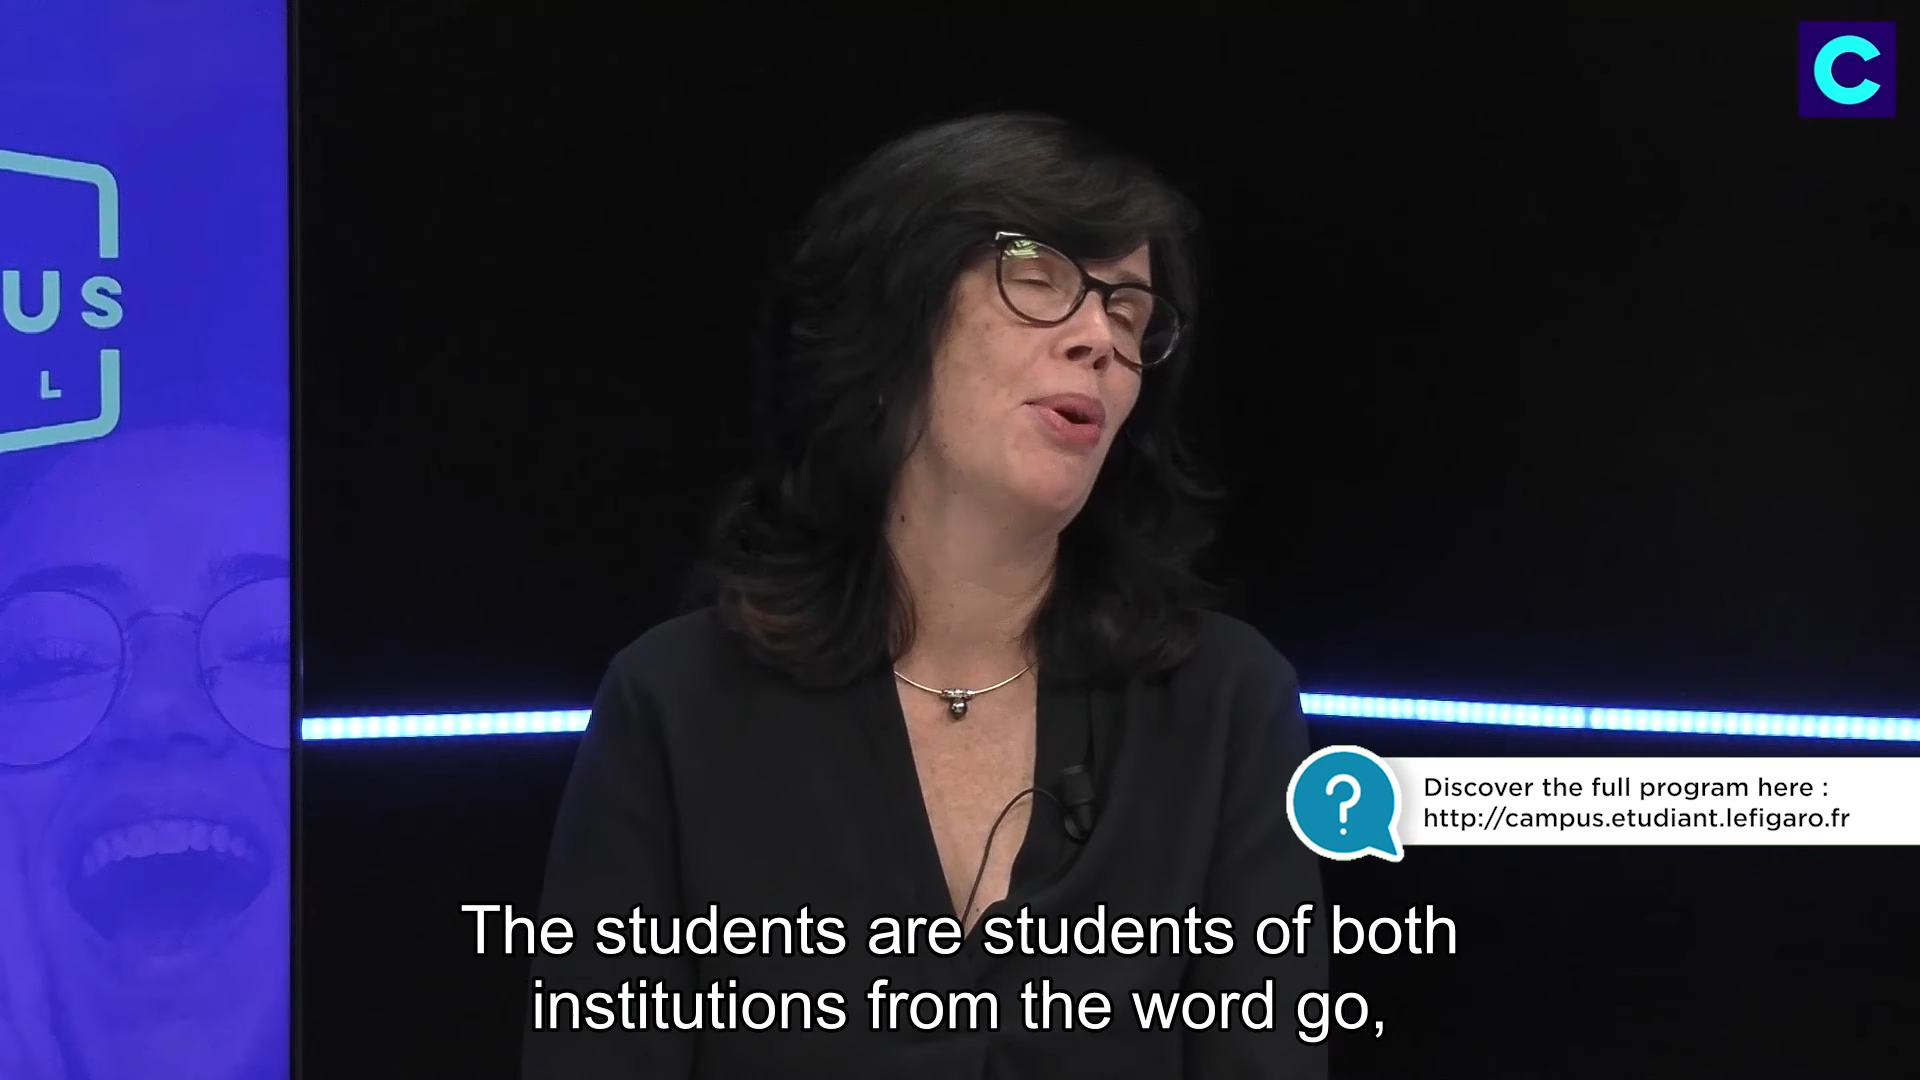 C
US
L
Discover the full program here :
http://campus.etudiant.lefigaro.fr
The students are students of both
institutions from the word go,